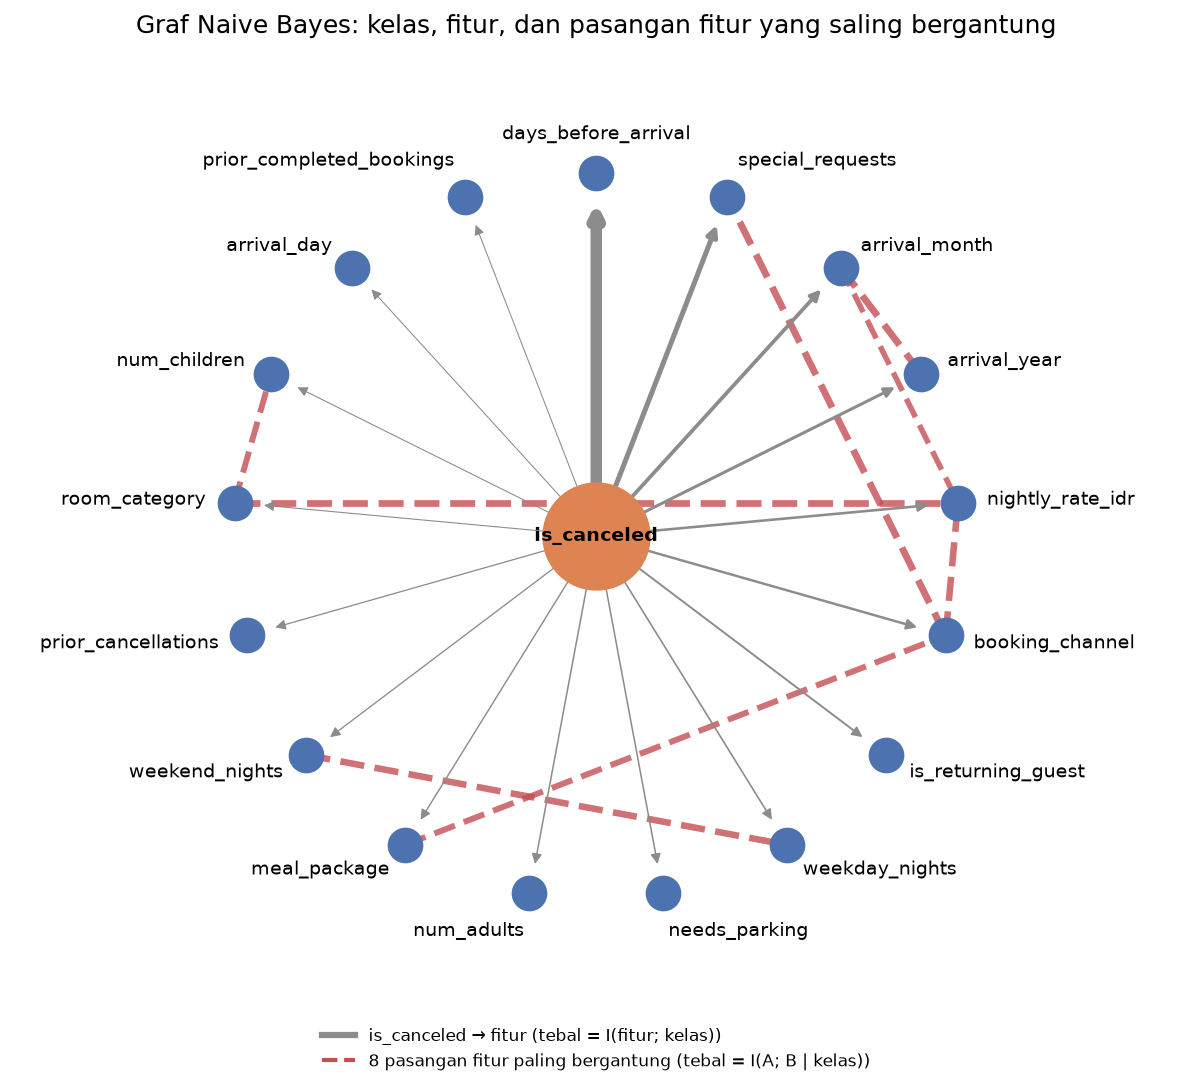 Graf Naive Bayes: kelas, fitur, dan pasangan fitur yang saling bergantung
days_before_arrival
prior_completed_bookings
special_requests
arrival_day
arrival_month
num_children
arrival_year
room_category
nightly_rate_idr
is_canceled
prior_cancellations
booking_channel
weekend_nights
is_returning_guest
meal_package
weekday_nights
num_adults
needs_parking
is_canceled → fitur (tebal = I(fitur; kelas))
8 pasangan fitur paling bergantung (tebal = I(A; B | kelas))